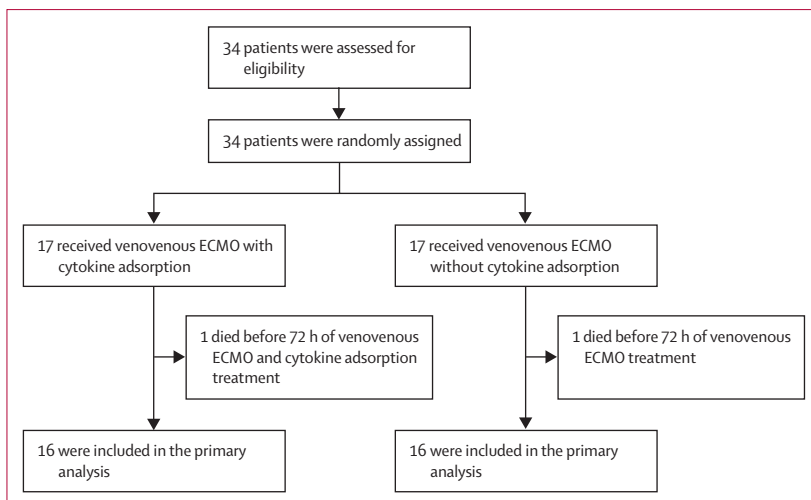 34 patients were assessed for
eligibility
34 patients were randomly assigned
17 received venovenous ECMO with
cytokine adsorption
17 received venovenous ECMO
without cytokine adsorption
1 died before 72 h of venovenous
ECMO and cytokine adsorption
treatment
1 died before 72 h of venovenous
ECMO treatment
16 were included in the primary
analysis
16 were included in the primary
analysis